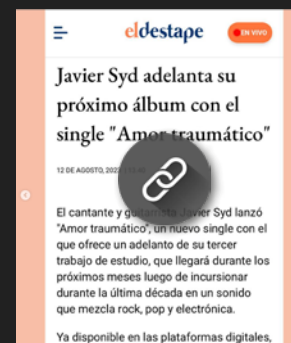 eldestape
EN VIVO
Javier Syd adelanta su
próximo álbum con el
single "Amor traumático"
12 DE AGOSTO, 2023
El cantante y guitarrista Javier Syd lanzó
"Amor traumático", un nuevo single con el
que ofrece un adelanto de su tercer
trabajo de estudio, que llegará durante los
próximos meses luego de incursionar
durante la última década en un sonido
que mezcla rock, pop y electrónica.
Ya disponible en las plataformas digitales,